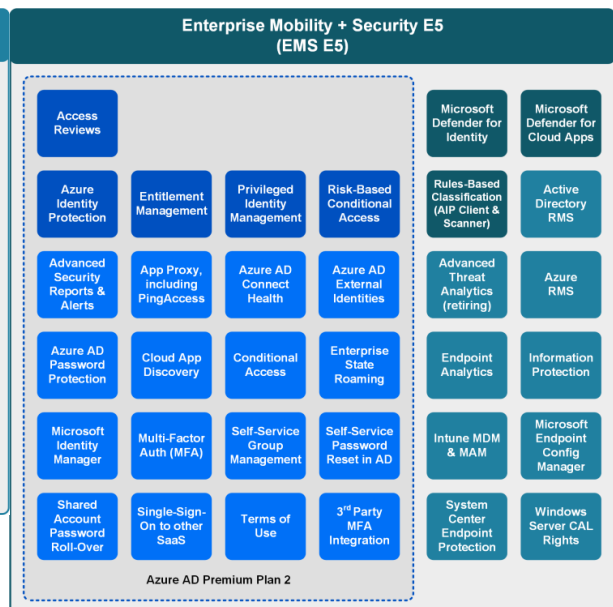 Enterprise Mobility + Security E5
(EMS E5)
Access
Reviews
Microsoft
Defender for
Identity
Microsoft
Defender for
Cloud Apps
Azure
Identity
Protection
Entitlement
Management
Privileged
Identity
Management
Risk-Based
Conditional
Access
Rules-Based
Classification
(AIP Client &
Scanner)
Active
Directory
RMS
Advanced
Security
Reports &
Alerts
App Proxy,
including
PingAccess
Azure AD
Connect
Health
Azure AD
External
Identities
Advanced
Threat
Analytics
(retiring)
Azure
RMS
Azure AD
Password
Protection
Cloud App
Discovery
Conditional
Access
Enterprise
State
Roaming
Endpoint
Analytics
Information
Protection
Microsoft
Identity
Manager
Multi-Factor
Auth (MFA)
Self-Service
Group
Management
Self-Service
Password
Reset in AD
Intune MDM
& MAM
Microsoft
Endpoint
Config
Manager
Shared
Account
Password
Roll-Over
Single-Sign-
On to other
SaaS
Terms of
Use
3rd Party
MFA
Integration
System
Center
Endpoint
Protection
Windows
Server CAL
Rights
Azure AD Premium Plan 2